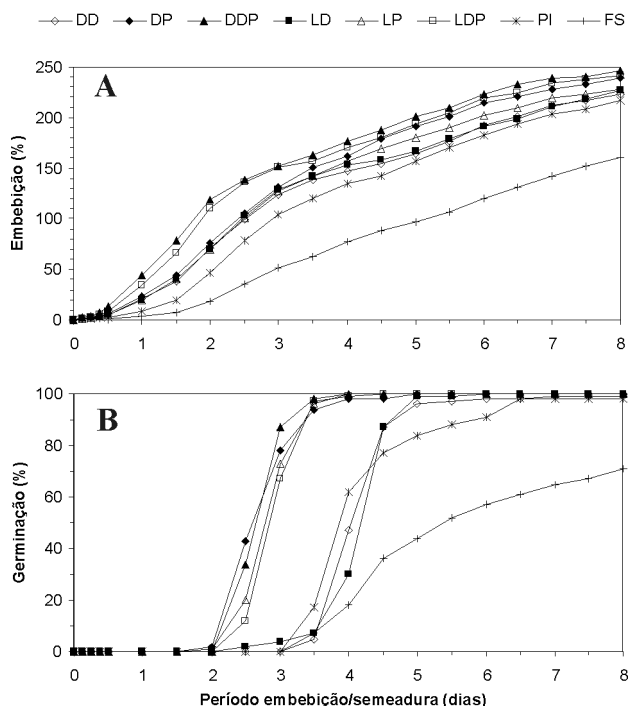 DD DP DDP LD LP LDP PI FS
A
Embebição (%)
250
200
150
100
50
0
0 1 2 3 4 5 6 7 8
B
Germinação (%)
100
80
60
40
20
0
0 1 2 3 4 5 6 7 8
Período embebição/semeadura (dias)